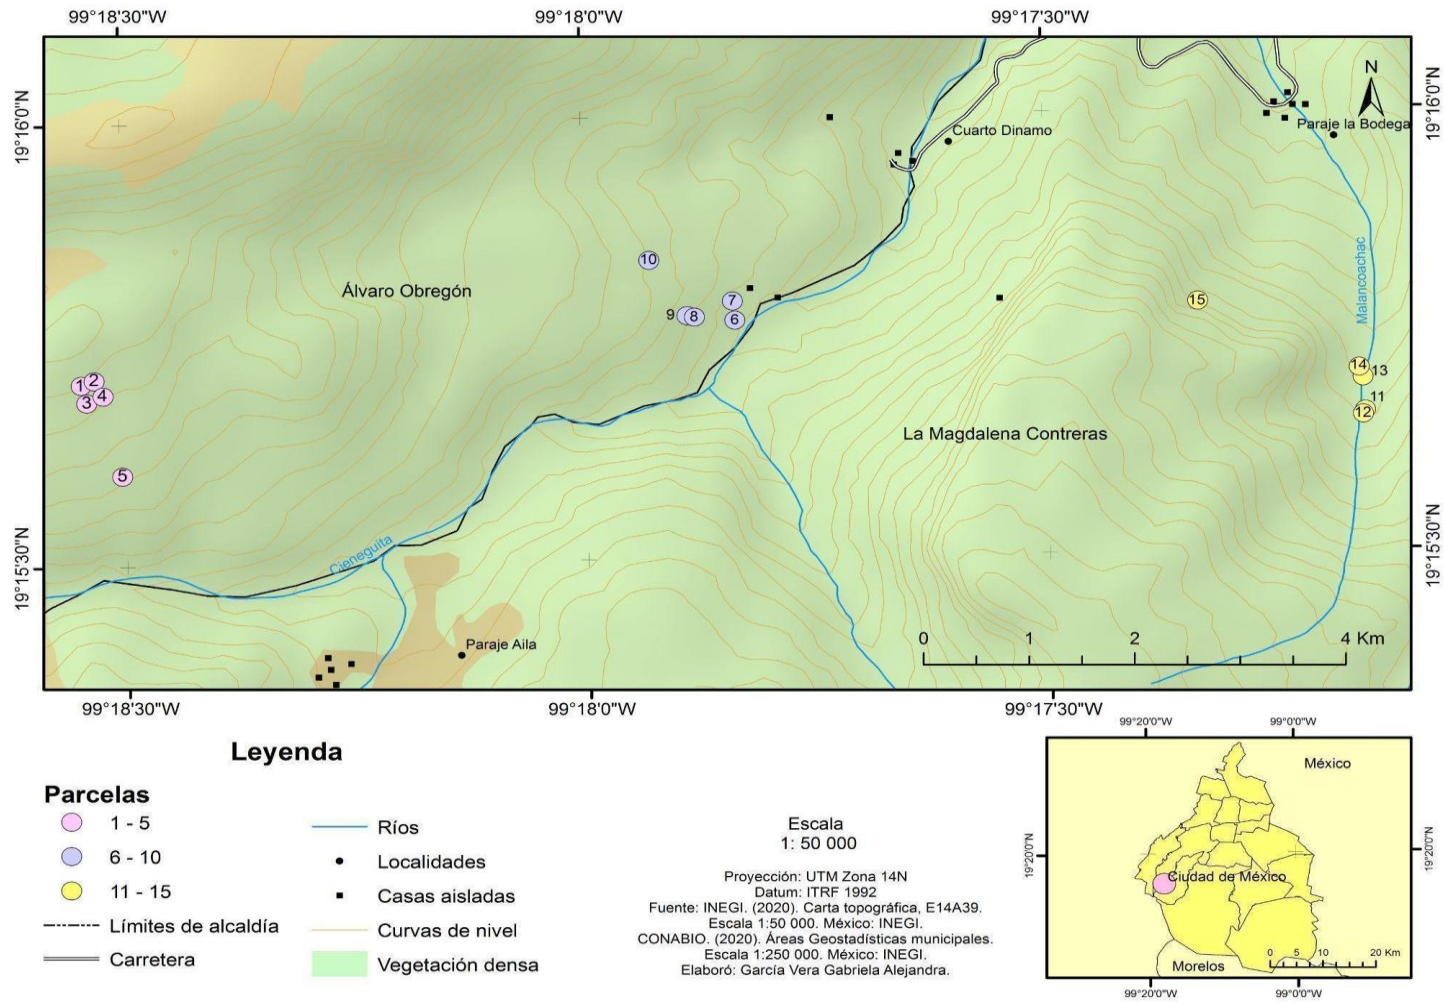 99°18'30"W
99°18'0"W
99°17'30"W
19°16'0"N
19°16'0"N
N
Cuarto Dinamo
Paraje la Bodega
Álvaro Obregón
10
7
9
8
6
15
Malancoachac
14
13
11
12
1
2
3
4
5
La Magdalena Contreras
Cieneguita
19°15'30"N
19°15'30"N
Paraje Aila
0
1
2
4 Km
99°18'30"W
99°18'0"W
99°17'30"W
Leyenda
Parcelas
1 - 5
6 - 10
11 - 15
Límites de alcaldía
Carretera
Ríos
Localidades
Casas aisladas
Curvas de nivel
Vegetación densa
Escala
1: 50 000
Proyección: UTM Zona 14N
Datum: ITRF 1992
Fuente: INEGI. (2020). Carta topográfica, E14A39.
Escala 1:50 000. México: INEGI.
CONABIO. (2020). Áreas Geostadísticas municipales.
Escala 1:250 000. México: INEGI.
Elaboró: García Vera Gabriela Alejandra.
99°20'0"W
99°0'0"W
México
19°20'0"N
19°20'0"N
Ciudad de México
0
5
10
20 Km
Morelos
99°20'0"W
99°0'0"W